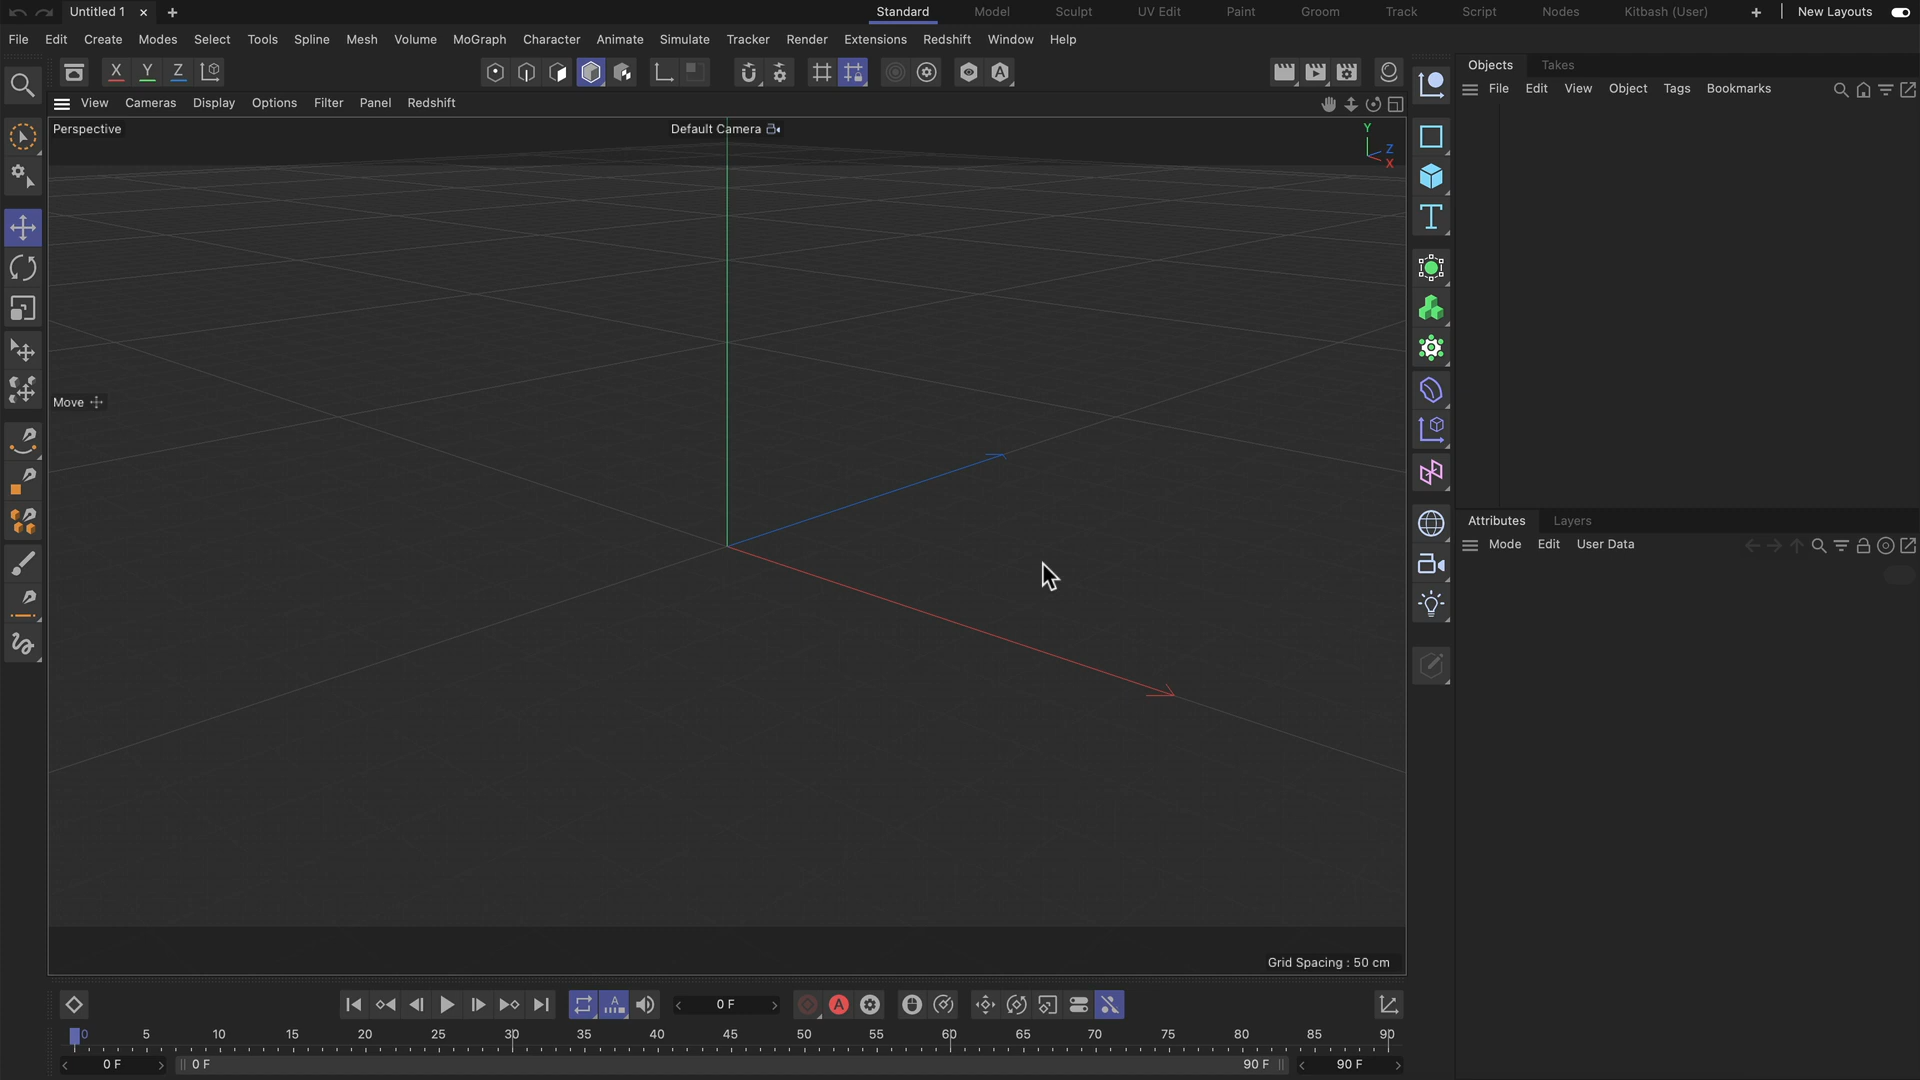 Untitled 1 × +
Standard Model Sculpt UV Edit Paint Groom Track Script Nodes Kitbash (User) + New Layouts
File Edit Create Modes Select Tools Spline Mesh Volume MoGraph Character Animate Simulate Tracker Render Extensions Redshift Window Help
X Y Z
View Cameras Display Options Filter Panel Redshift
Perspective
Default Camera
Y
Z
X
Move
Grid Spacing : 50 cm
Objects Takes
File Edit View Object Tags Bookmarks
Attributes Layers
Mode Edit User Data
0 F
A
0 5 10 15 20 25 30 35 40 45 50 55 60 65 70 75 80 85 90
0 F 0 F 90 F 90 F